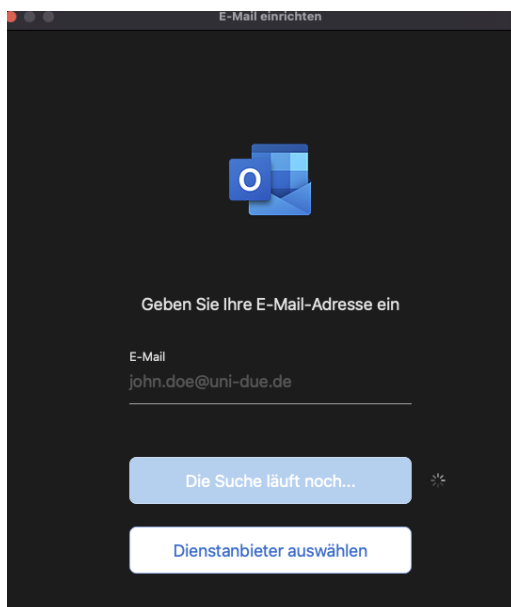 E-Mail einrichten
O
Geben Sie Ihre E-Mail-Adresse ein
E-Mail
john.doe@uni-due.de
Die Suche läuft noch...
Dienstanbieter auswählen